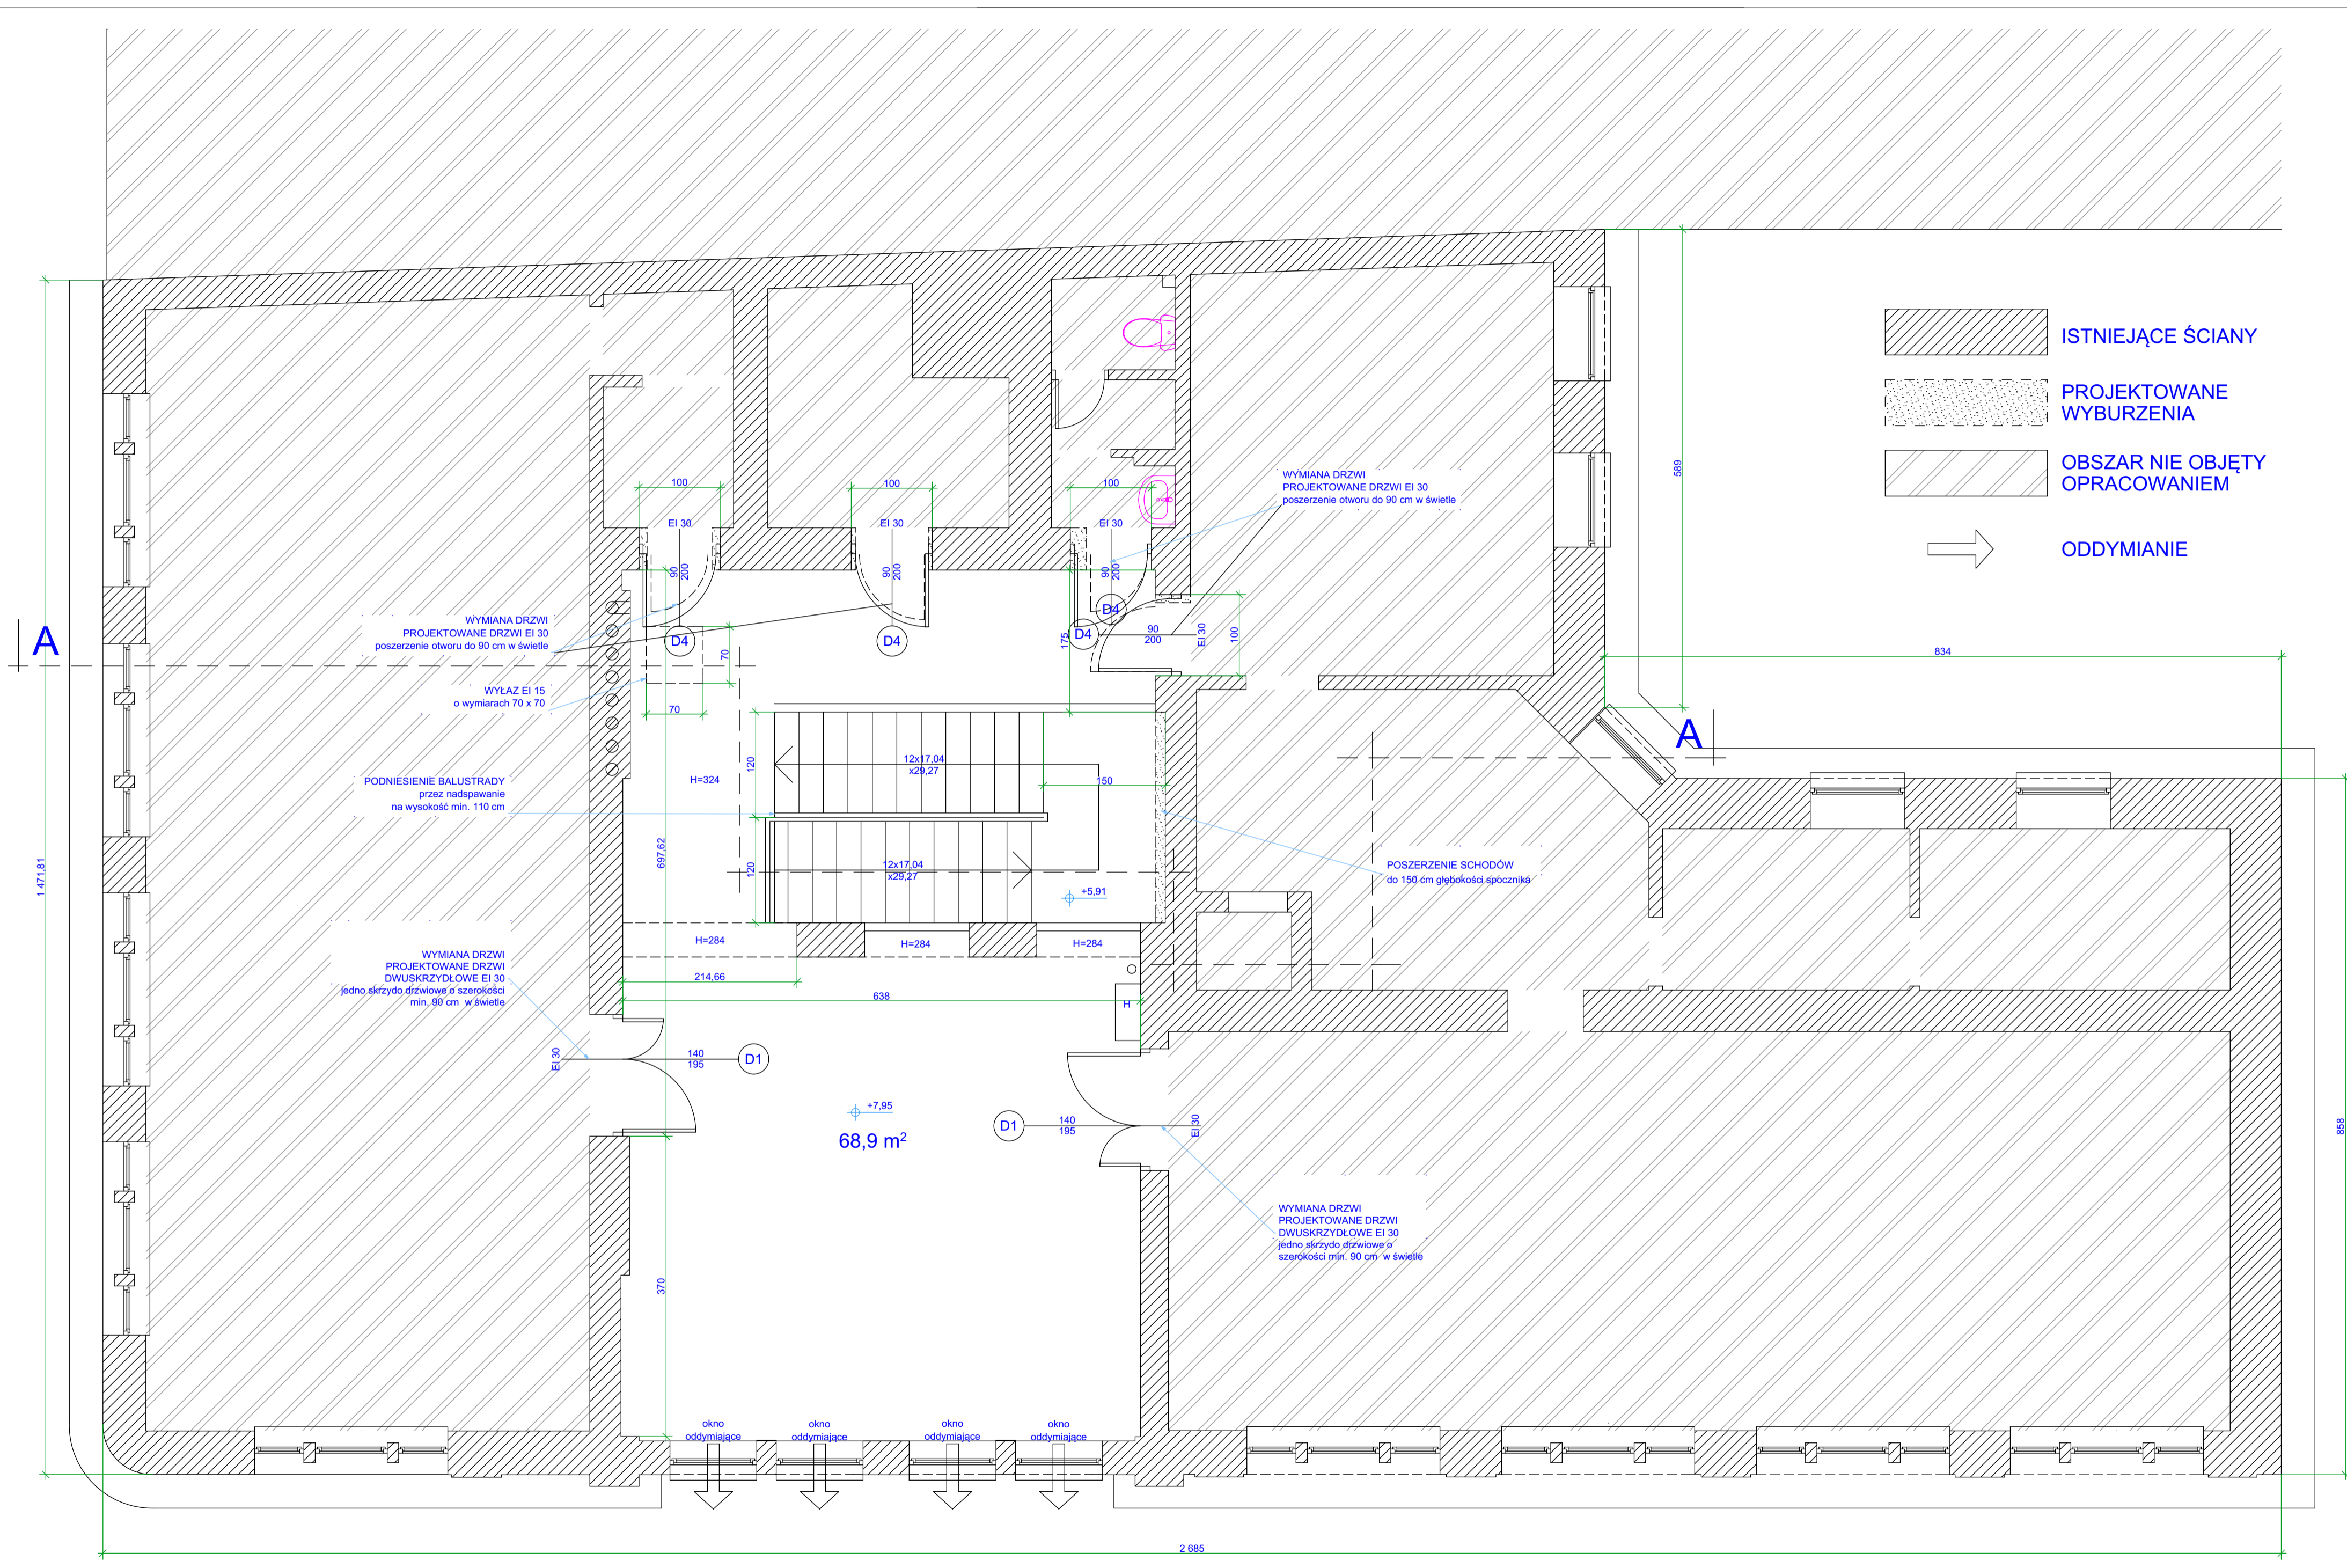 ISTNIEJĄCE ŚCIANY
PROJEKTOWANE
WYBURZENIA
OBSZAR NIE OBJĘTY
OPRACOWANIEM
ODDYMIANIE
589
834
WYMIANA DRZWI
PROJEKTOWANE DRZWI EI 30
poszerzenie otworu do 90 cm w świetle
100
100
100
EI 30
EI 30
EI 30
90
200
90
200
90
200
D4
D4
D4
D4
90
200
EI 30
100
175
A
WYMIANA DRZWI
PROJEKTOWANE DRZWI EI 30
poszerzenie otworu do 90 cm w świetle
WYŁAZ EI 15
o wymiarach 70 x 70
70
70
A
PODNIESIENIE BALUSTRADY
przez nadspawanie
na wysokość min. 110 cm
H=324
120
12x17,04
x29,27
150
697,62
120
12x17,04
x29,27
+5,91
POSZERZENIE SCHODÓW
do 150 cm głębokości spocznika
1 471,81
H=284
H=284
H=284
214,66
638
H
WYMIANA DRZWI
PROJEKTOWANE DRZWI
DWUSKRZYDŁOWE EI 30
jedno skrzydo drzwiowe o szerokości
min. 90 cm w świetle
EI 30
140
195
D1
+7,95
68,9 m²
D1
140
195
EI 30
858
WYMIANA DRZWI
PROJEKTOWANE DRZWI
DWUSKRZYDŁOWE EI 30
jedno skrzydo drzwiowe o
szerokości min. 90 cm w świetle
370
okno
oddymiające
okno
oddymiające
okno
oddymiające
okno
oddymiające
2 685